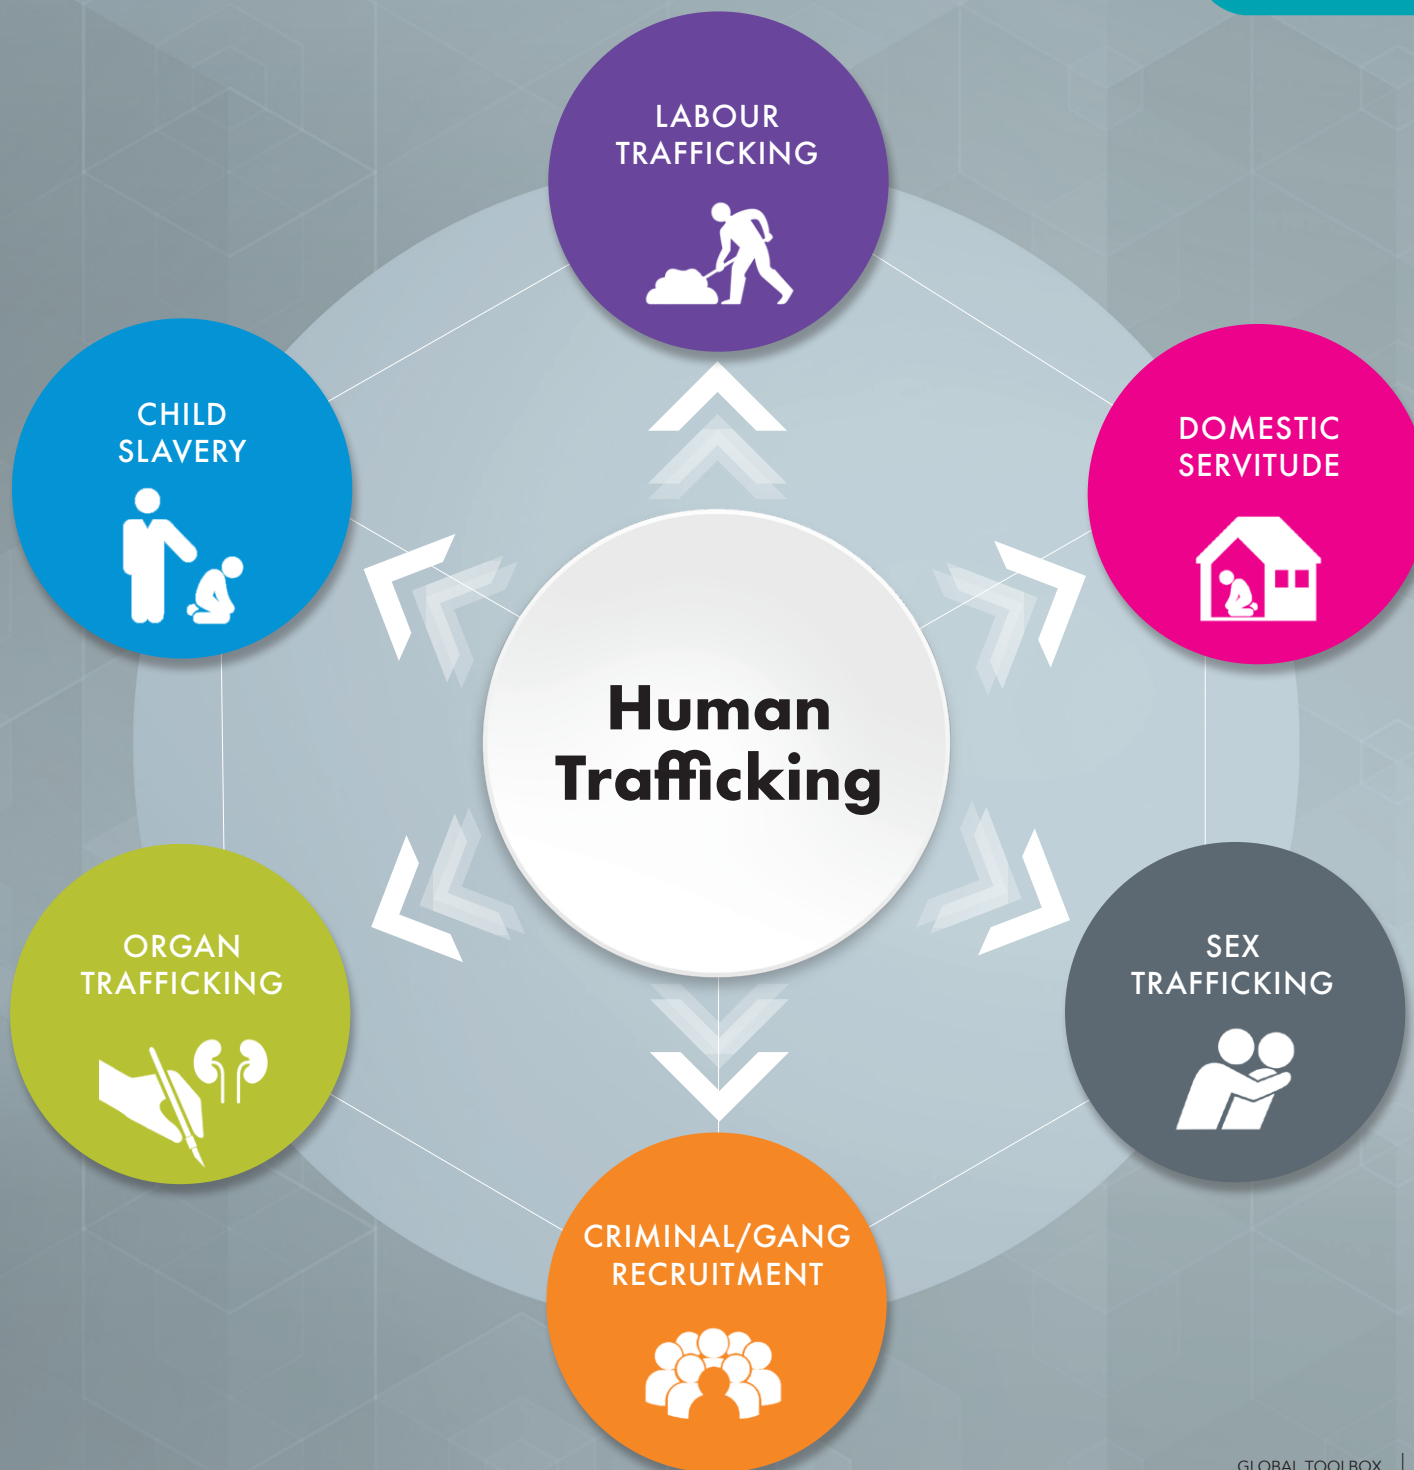 LABOUR
TRAFFICKING
CHILD
SLAVERY
DOMESTIC
SERVITUDE
Human
Trafficking
ORGAN
TRAFFICKING
SEX
TRAFFICKING
CRIMINAL/GANG
RECRUITMENT
GLOBAL TOOLBOX |